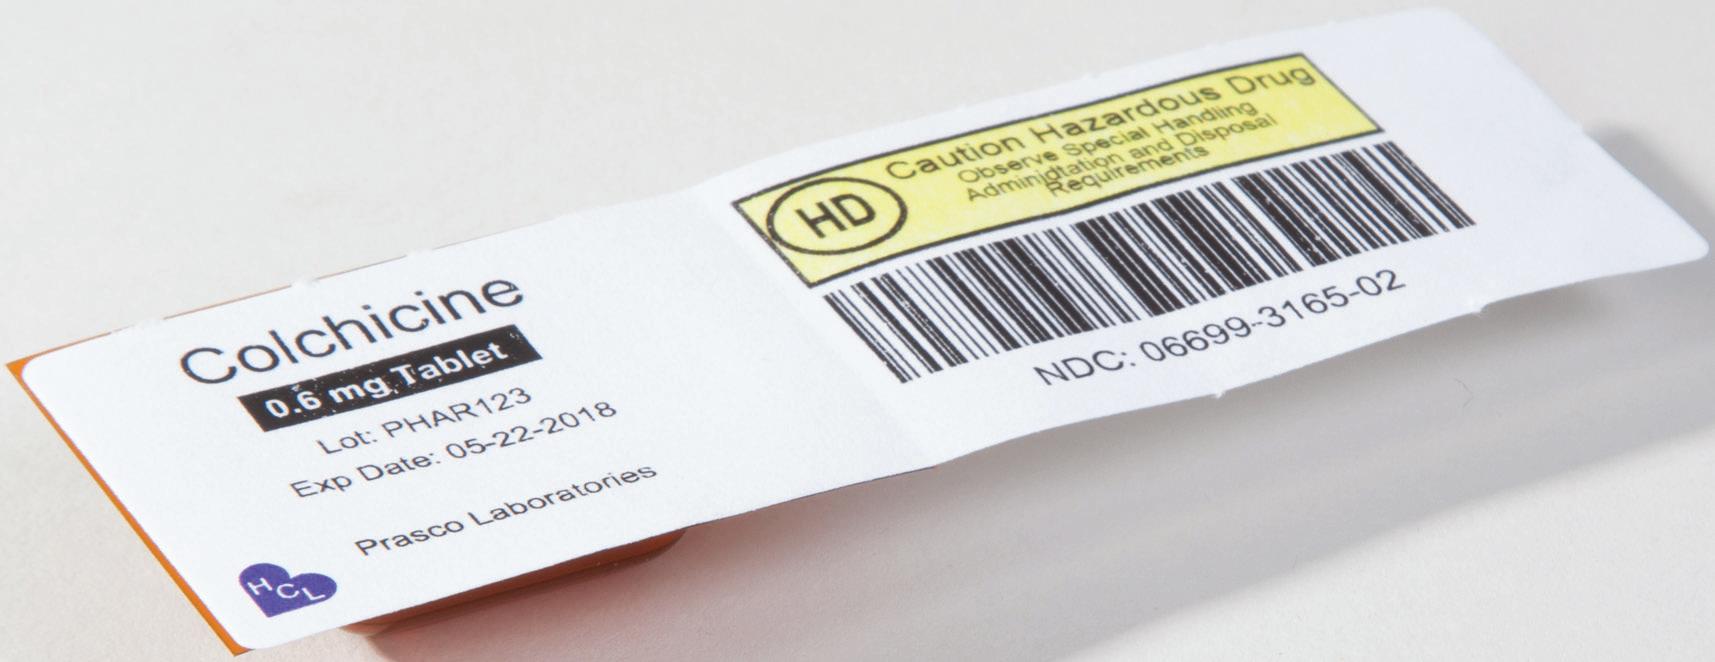 Colchicine
0.6 mg Tablet
Lot: PHAR123
Exp Date: 05-22-2018
Prasco Laboratories
HCL
HD
Caution Hazardous Drug
Observe Special Handling
Adminidtation and Disposal
Requirements
NDC: 06699-3165-02